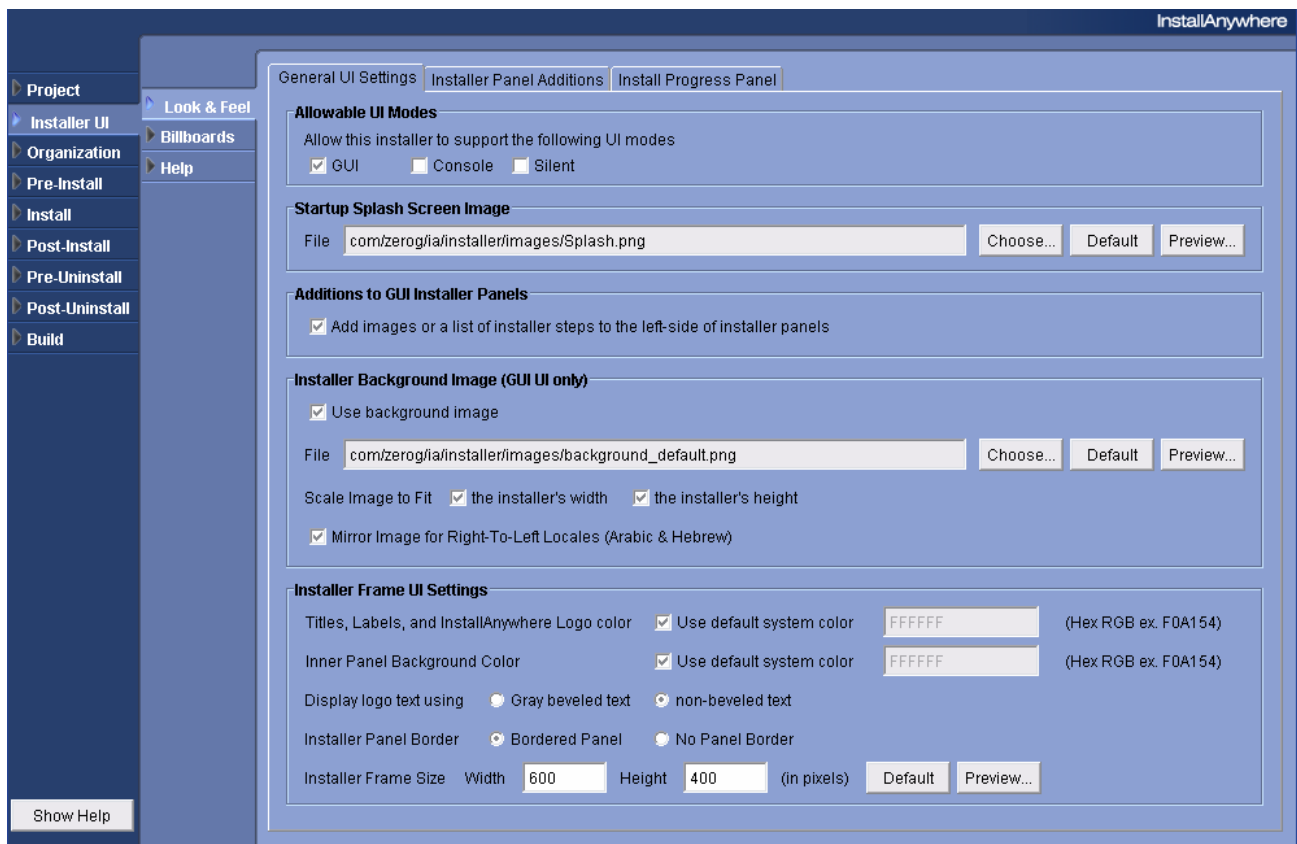 InstallAnywhere
Project
Installer UI
Organization
Pre-Install
Install
Post-Install
Pre-Uninstall
Post-Uninstall
Build
Show Help
Look & Feel
Billboards
Help
General UI Settings Installer Panel Additions Install Progress Panel
Allowable UI Modes
Allow this installer to support the following UI modes
GUI Console Silent
Startup Splash Screen Image
File com/zerog/ia/installer/images/Splash.png Choose... Default Preview...
Additions to GUI Installer Panels
Add images or a list of installer steps to the left-side of installer panels
Installer Background Image (GUI UI only)
Use background image
File com/zerog/ia/installer/images/background_default.png Choose... Default Preview...
Scale Image to Fit the installer's width the installer's height
Mirror Image for Right-To-Left Locales (Arabic & Hebrew)
Installer Frame UI Settings
Titles, Labels, and InstallAnywhere Logo color Use default system color FFFFFF (Hex RGB ex. F0A154)
Inner Panel Background Color Use default system color FFFFFF (Hex RGB ex. F0A154)
Display logo text using Gray beveled text non-beveled text
Installer Panel Border Bordered Panel No Panel Border
Installer Frame Size Width 600 Height 400 (in pixels) Default Preview...